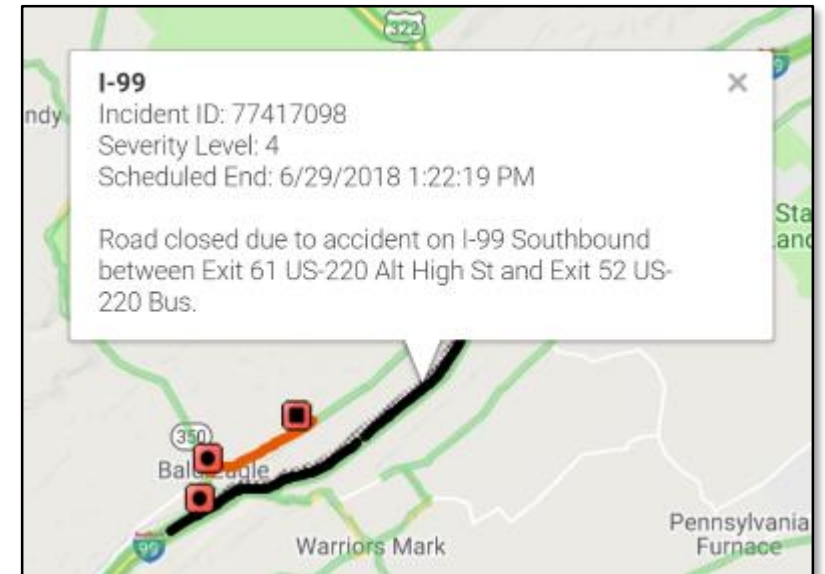 322
I-99
Incident ID: 77417098
Severity Level: 4
Scheduled End: 6/29/2018 1:22:19 PM
Road closed due to accident on I-99 Southbound
between Exit 61 US-220 Alt High St and Exit 52 US-
220 Bus.
ndy
Sta
350
99
Warriors Mark
Pennsylvania
Furnace